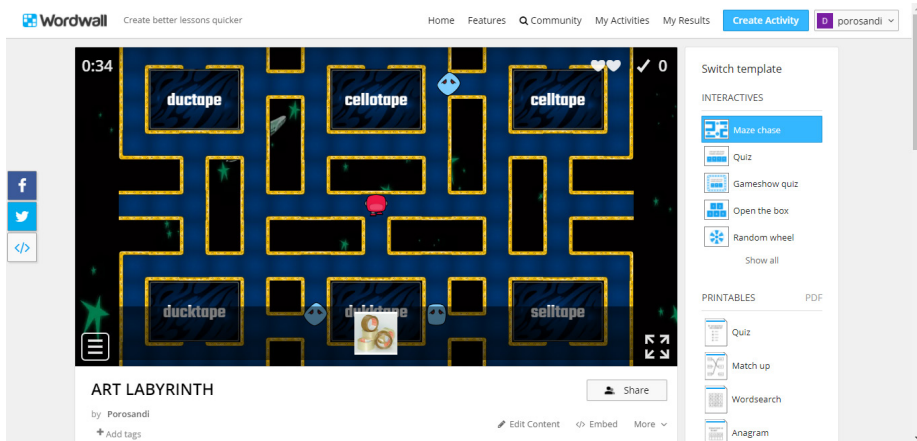 Wordwall Create better lessons quicker Home Features Community My Activities My Results Create Activity D porosandi
0:34 ✓ 0
ductape cellotape celltape
ducktape selltape
ART LABYRINTH
Share
by Porosandi
+ Add tags
Edit Content </> Embed More
f
</>
Switch template
INTERACTIVES
Maze chase
Quiz
Gameshow quiz
Open the box
Random wheel
Show all
PRINTABLES PDF
Quiz
Match up
Wordsearch
Anagram